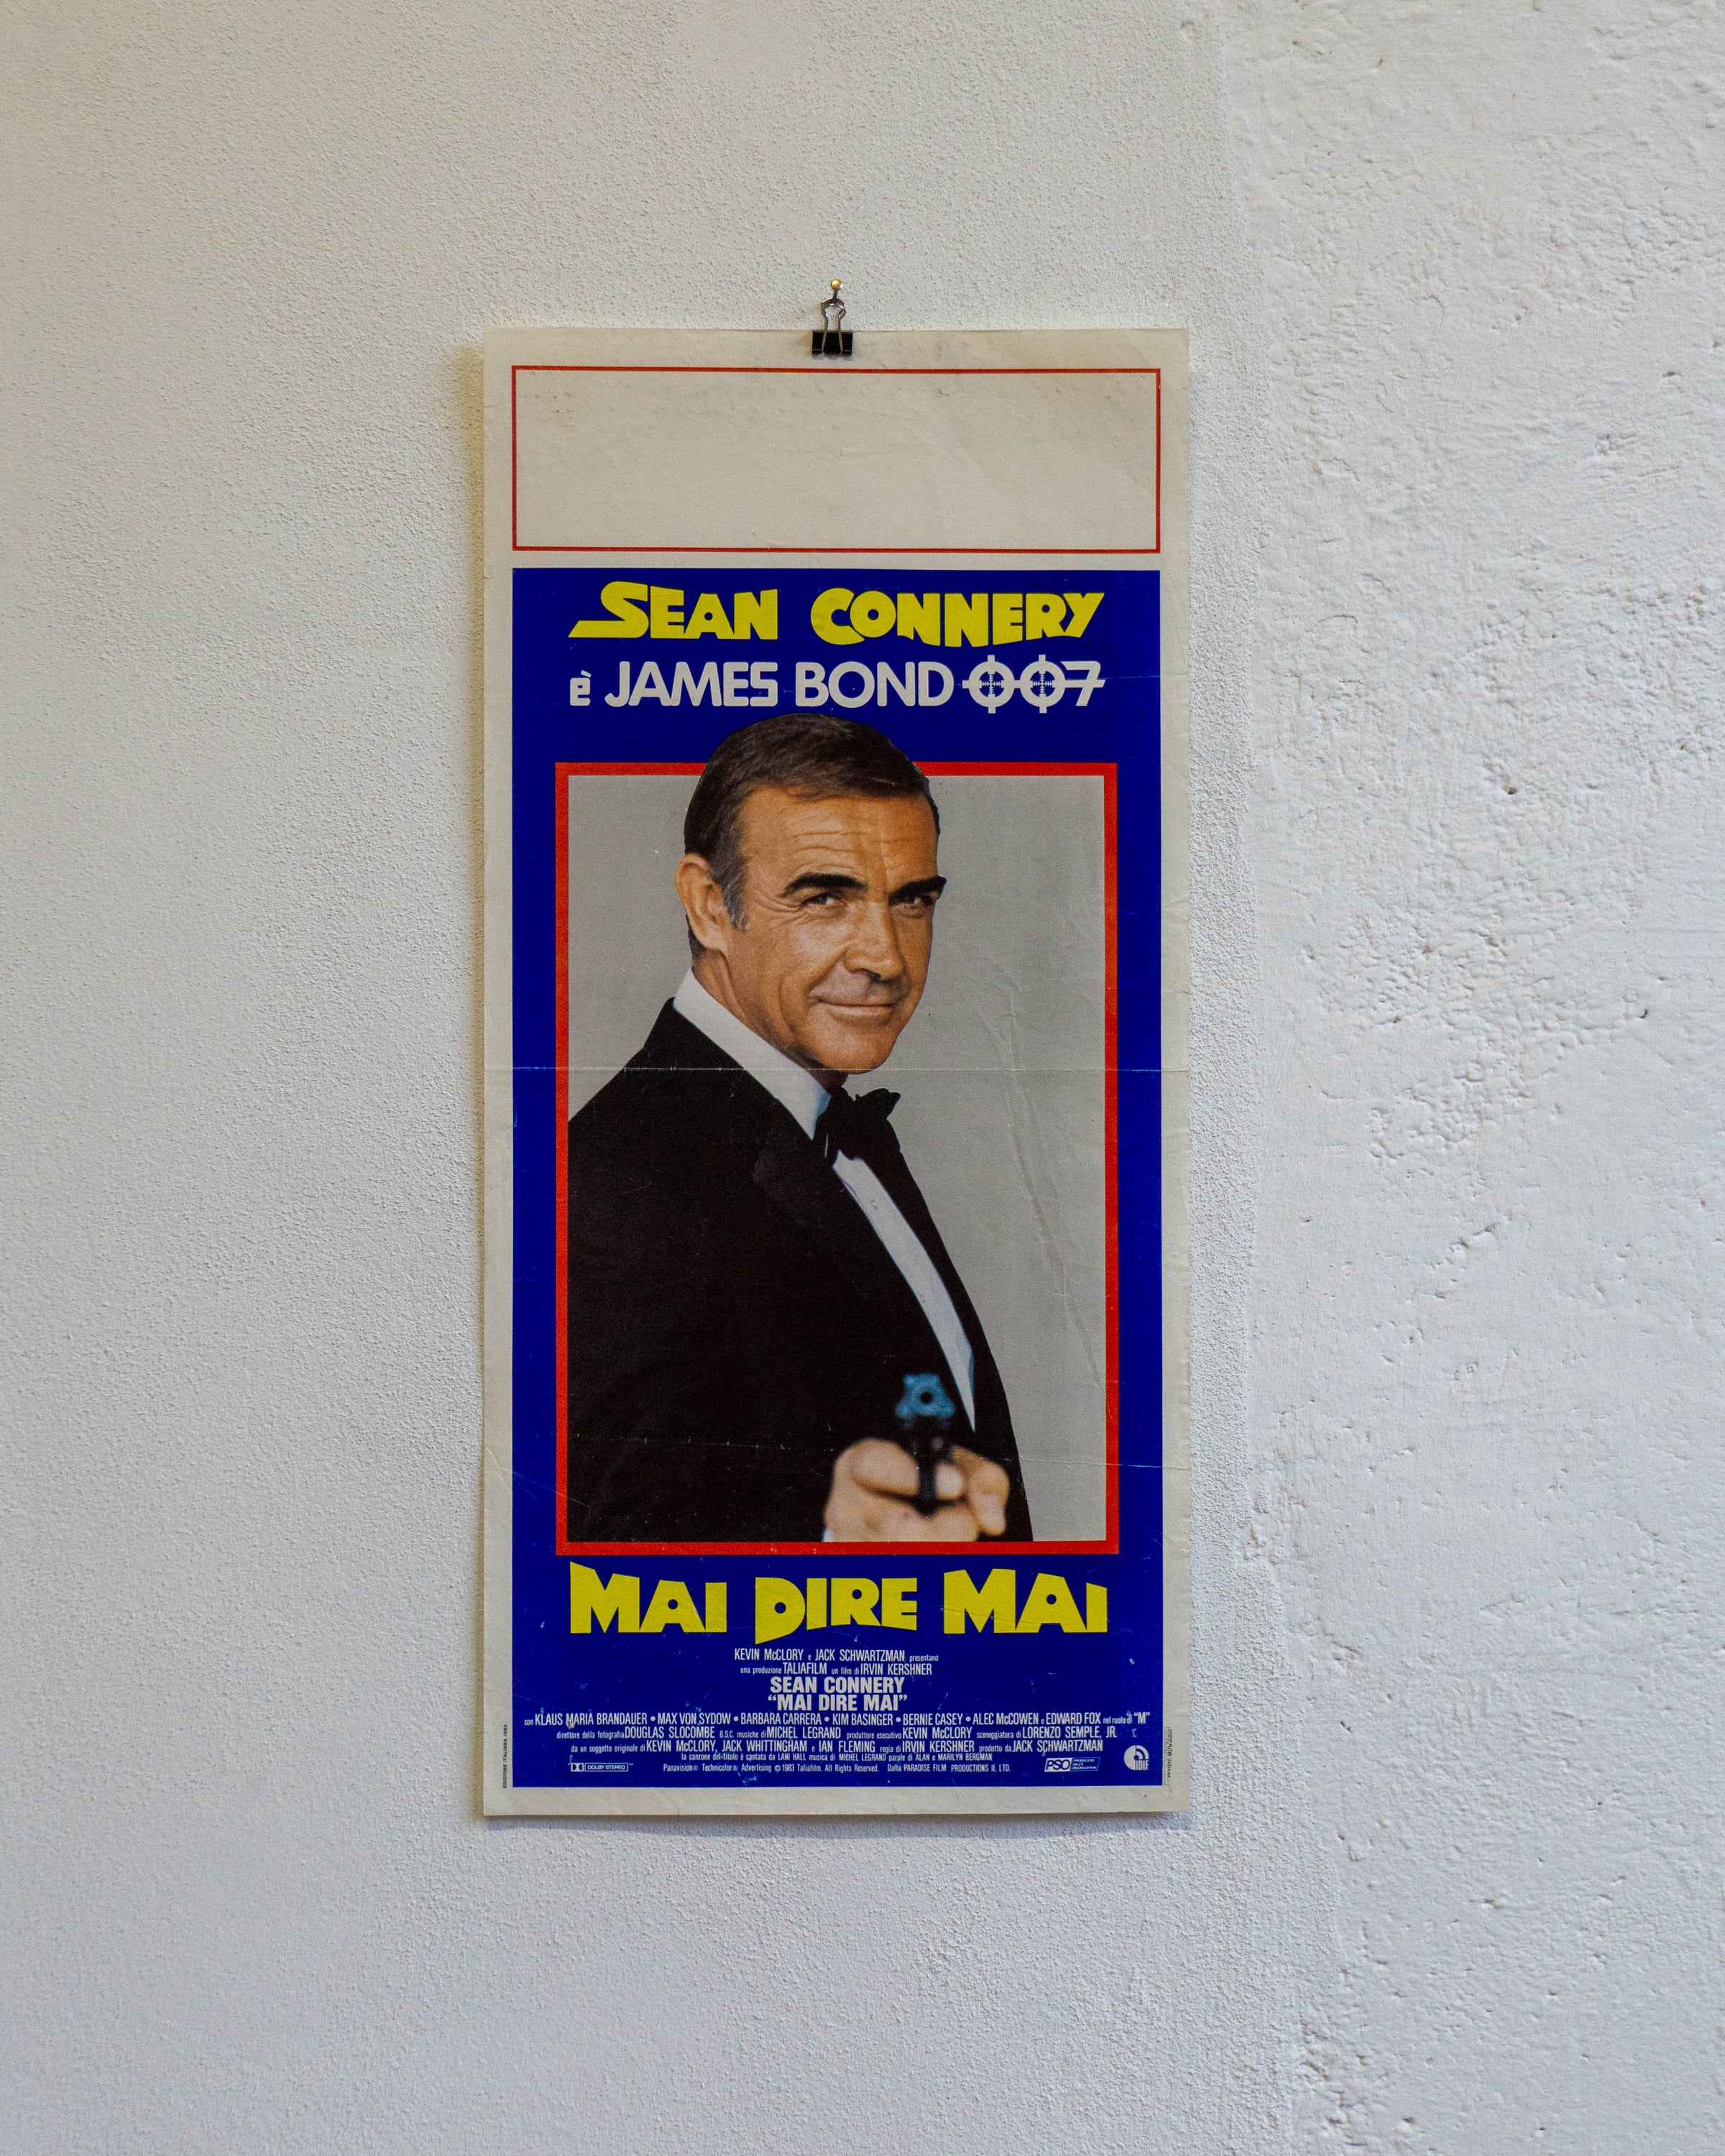 SEAN CONNERY
è JAMES BOND 007
MAI DIRE MAI
KEVIN McCLORY e JACK SCHWARTZMAN presentano
una produzione TALIAFILM un film di IRVIN KERSHNER
SEAN CONNERY
“MAI DIRE MAI”
con KLAUS MARIA BRANDAUER • MAX VON SYDOW • BARBARA CARRERA • KIM BASINGER • BERNIE CASEY • ALEC McCOWEN e EDWARD FOX nel ruolo di “M”
direttore della fotografia DOUGLAS SLOCOMBE B.S.C. musiche di MICHEL LEGRAND produttore esecutivo KEVIN McCLORY sceneggiatura di LORENZO SEMPLE, JR.
da un soggetto originale di KEVIN McCLORY, JACK WHITTINGHAM e IAN FLEMING regia di IRVIN KERSHNER prodotto da JACK SCHWARTZMAN
la canzone del titolo è cantata da LANI HALL musica di MICHEL LEGRAND parole di ALAN e MARILYN BERGMAN
DOLBY STEREO Panavision® Technicolor® Advertising © 1983 Taliafilm. All Rights Reserved. Dalla PARADISE FILM PRODUCTIONS II, LTD. PSO
EDIZIONE ITALIANA 1983